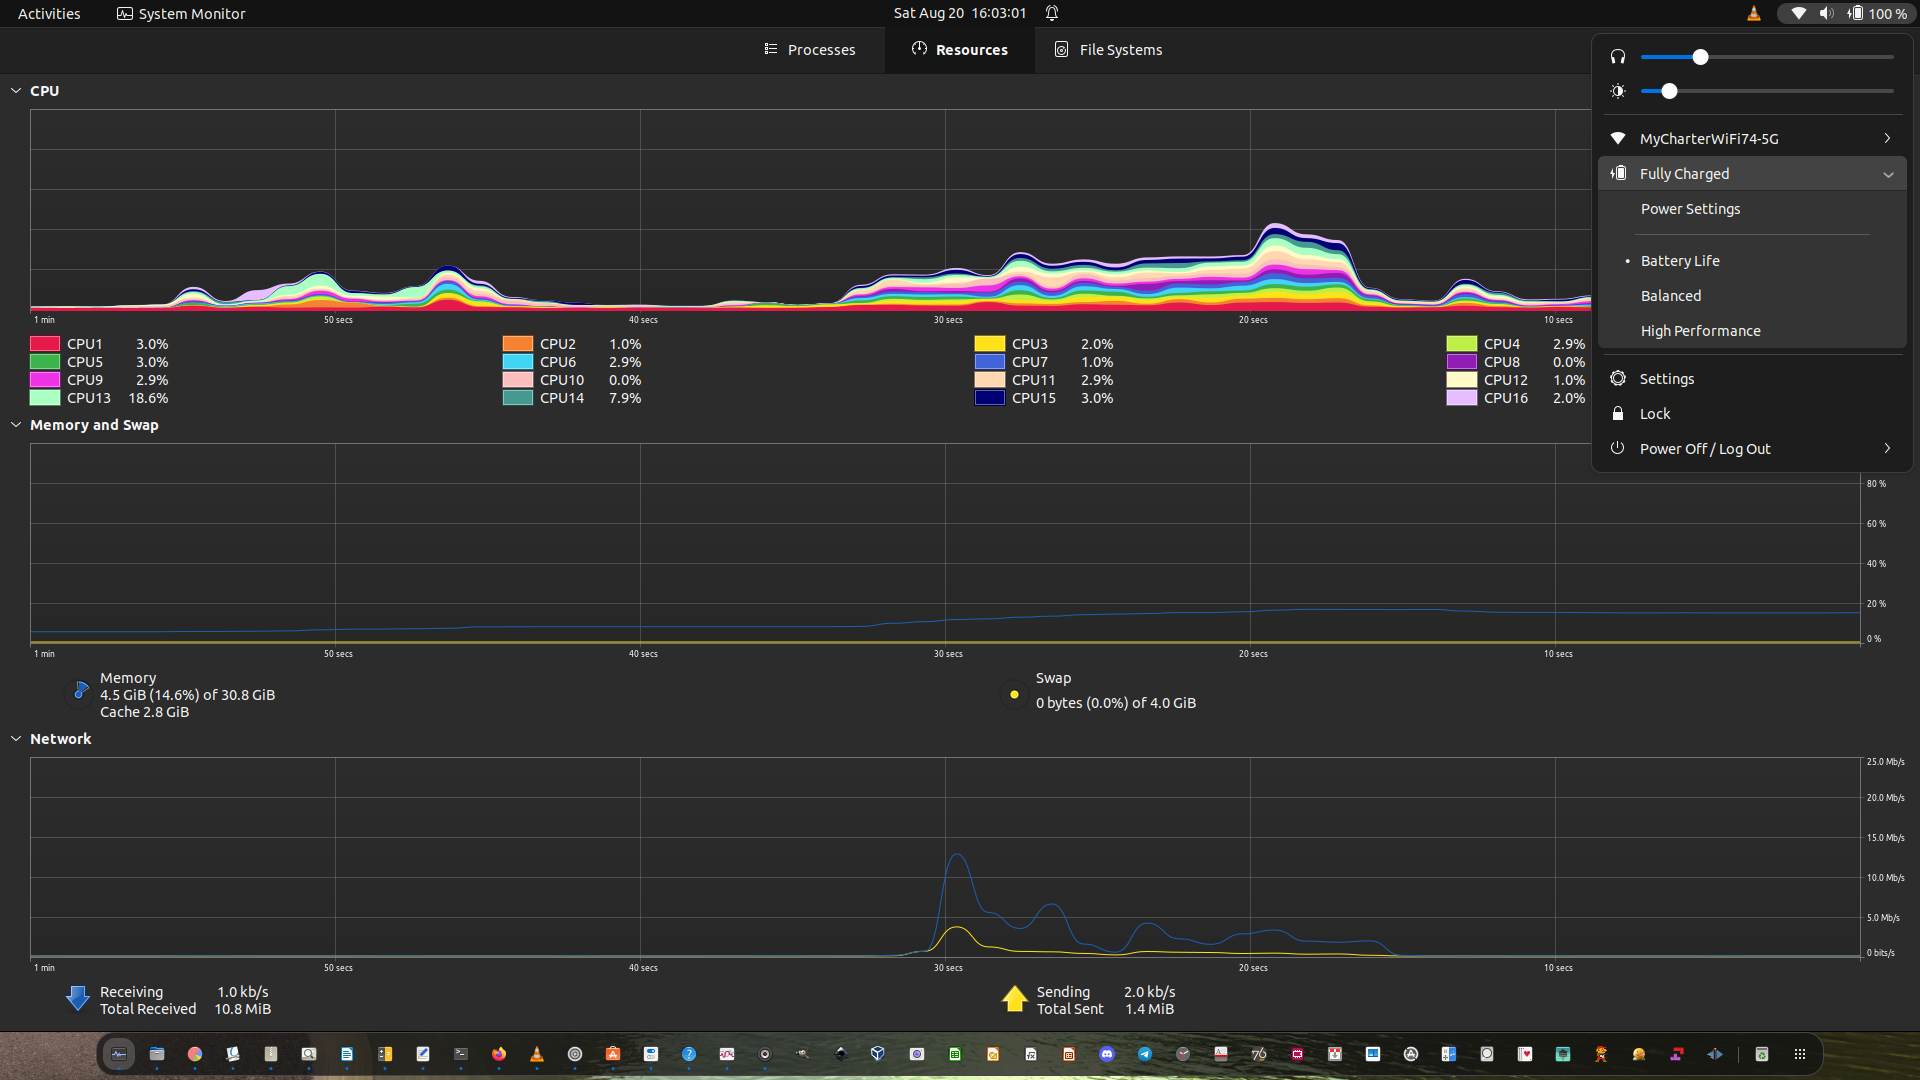 Activities
System Monitor
Sat Aug 20 16:03:01
100 %
Processes
Resources
File Systems
CPU
1 min
50 secs
40 secs
30 secs
20 secs
10 secs
CPU1 3.0%
CPU2 1.0%
CPU3 2.0%
CPU4 2.9%
CPU5 3.0%
CPU6 2.9%
CPU7 1.0%
CPU8 0.0%
CPU9 2.9%
CPU10 0.0%
CPU11 2.9%
CPU12 1.0%
CPU13 18.6%
CPU14 7.9%
CPU15 3.0%
CPU16 2.0%
MyCharterWiFi74-5G
Fully Charged
Power Settings
• Battery Life
Balanced
High Performance
Settings
Lock
Power Off / Log Out
Memory and Swap
80 %
60 %
40 %
20 %
0 %
1 min
50 secs
40 secs
30 secs
20 secs
10 secs
Memory
4.5 GiB (14.6%) of 30.8 GiB
Cache 2.8 GiB
Swap
0 bytes (0.0%) of 4.0 GiB
Network
25.0 Mb/s
20.0 Mb/s
15.0 Mb/s
10.0 Mb/s
5.0 Mb/s
0 bits/s
1 min
50 secs
40 secs
30 secs
20 secs
10 secs
Receiving 1.0 kb/s
Total Received 10.8 MiB
Sending 2.0 kb/s
Total Sent 1.4 MiB
76